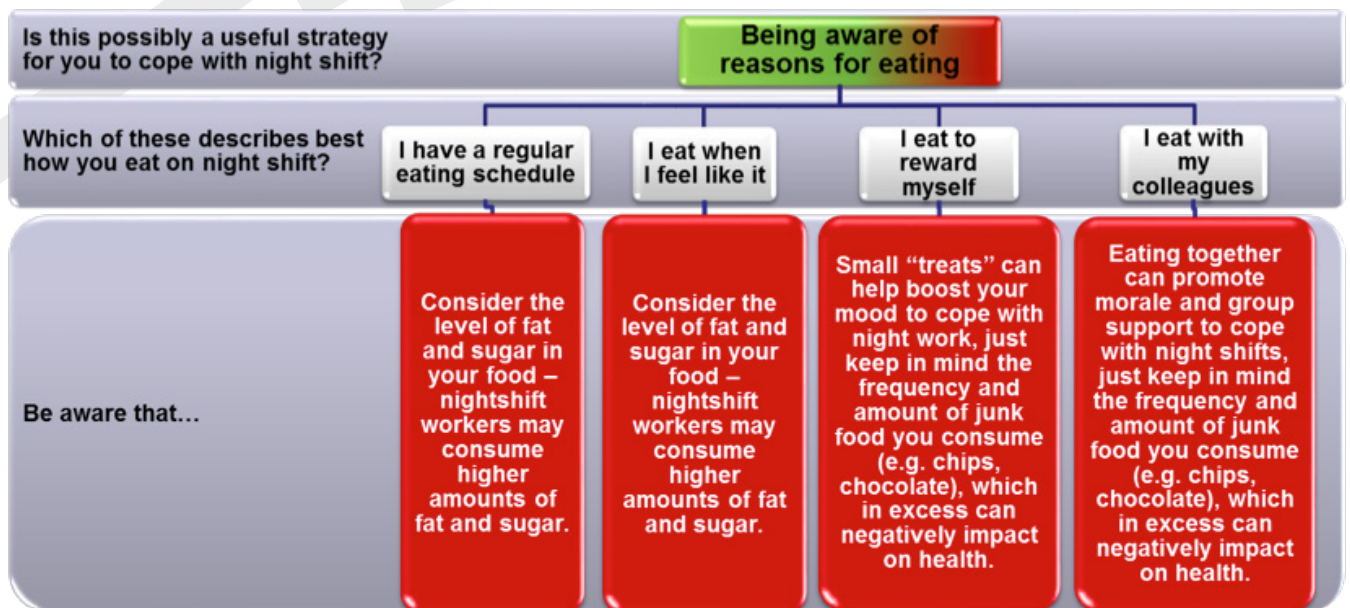 Is this possibly a useful strategy
for you to cope with night shift?
Being aware of
reasons for eating
Which of these describes best
how you eat on night shift?
I have a regular
eating schedule
I eat when
I feel like it
I eat to
reward
myself
I eat with
my
colleagues
Be aware that…
Consider the
level of fat
and sugar in
your food –
nightshift
workers may
consume
higher
amounts of
fat and sugar.
Consider the
level of fat and
sugar in your
food –
nightshift
workers may
consume
higher
amounts of fat
and sugar.
Small “treats” can
help boost your
mood to cope with
night work, just
keep in mind the
frequency and
amount of junk
food you consume
(e.g. chips,
chocolate), which
in excess can
negatively impact
on health.
Eating together
can promote
morale and group
support to cope
with night shifts,
just keep in mind
the frequency and
amount of junk
food you consume
(e.g. chips,
chocolate), which
in excess can
negatively impact
on health.